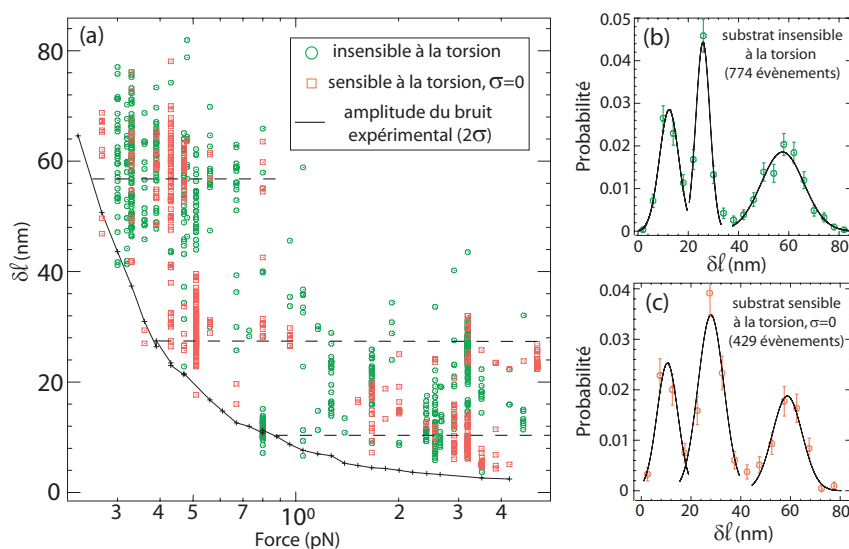 (a)
insensible à la torsion
sensible à la torsion, σ=0
amplitude du bruit
expérimental (2σ)
δℓ (nm)
80
60
40
20
0
3
4
5
10⁰
2
3
4
Force (pN)
(b)
substrat insensible
à la torsion
(774 évènements)
Probabilité
0.05
0.04
0.03
0.02
0.01
0
0
20
40
60
80
δℓ (nm)
(c)
substrat sensible
à la torsion, σ=0
(429 évènements)
Probabilité
0.04
0.03
0.02
0.01
0
0
20
40
60
80
δℓ (nm)